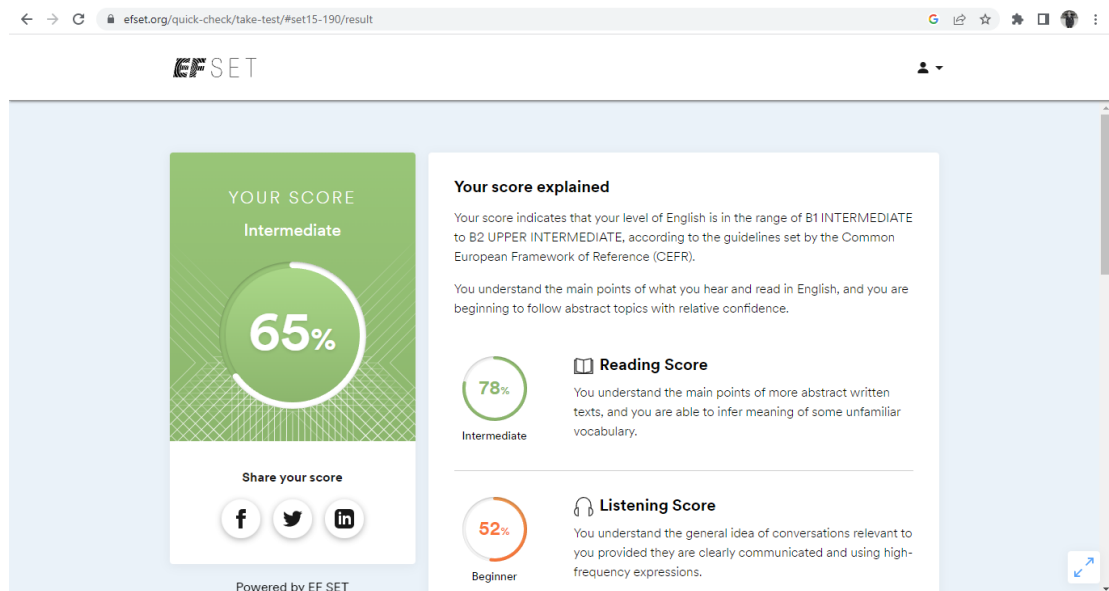 efset.org/quick-check/take-test/#set15-190/result
EFSET
YOUR SCORE
Intermediate
65%
Share your score
Powered by EF SET
Your score explained
Your score indicates that your level of English is in the range of B1 INTERMEDIATE
to B2 UPPER INTERMEDIATE, according to the guidelines set by the Common
European Framework of Reference (CEFR).
You understand the main points of what you hear and read in English, and you are
beginning to follow abstract topics with relative confidence.
78%
Intermediate
Reading Score
You understand the main points of more abstract written
texts, and you are able to infer meaning of some unfamiliar
vocabulary.
52%
Beginner
Listening Score
You understand the general idea of conversations relevant to
you provided they are clearly communicated and using high-
frequency expressions.